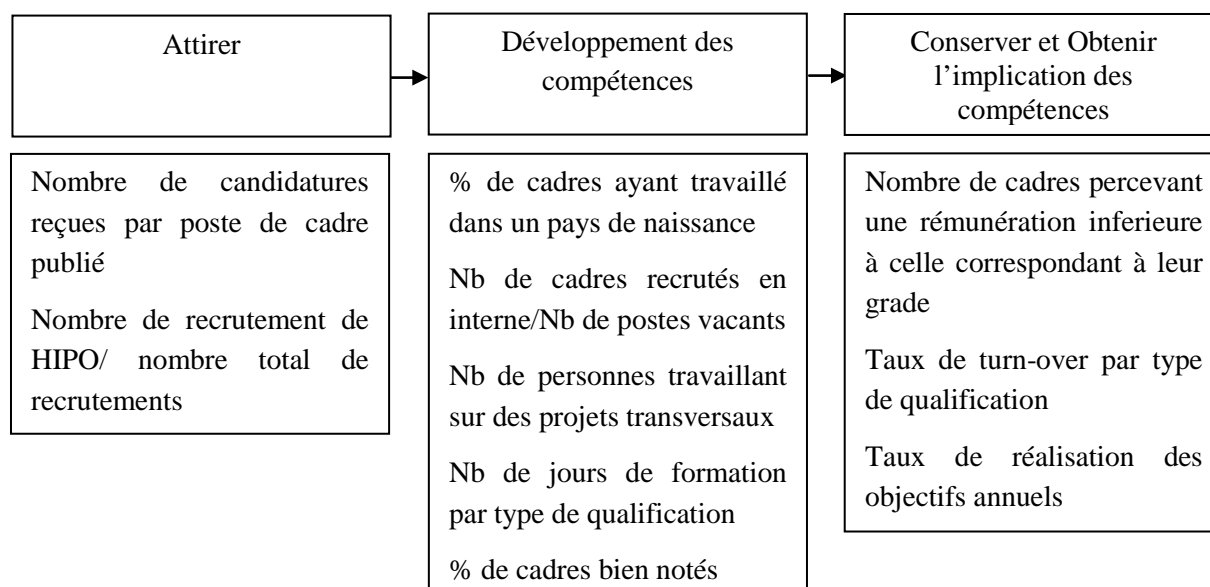 Attirer
Développement des
compétences
Conserver et Obtenir
l'implication des
compétences
Nombre de candidatures
reçues par poste de cadre
publié
Nombre de recrutement de
HIPO/ nombre total de
recrutements
% de cadres ayant travaillé
dans un pays de naissance
Nb de cadres recrutés en
interne/Nb de postes vacants
Nb de personnes travaillant
sur des projets transversaux
Nb de jours de formation
par type de qualification
% de cadres bien notés
Nombre de cadres percevant
une rémunération inferieure
à celle correspondant à leur
grade
Taux de turn-over par type
de qualification
Taux de réalisation des
objectifs annuels